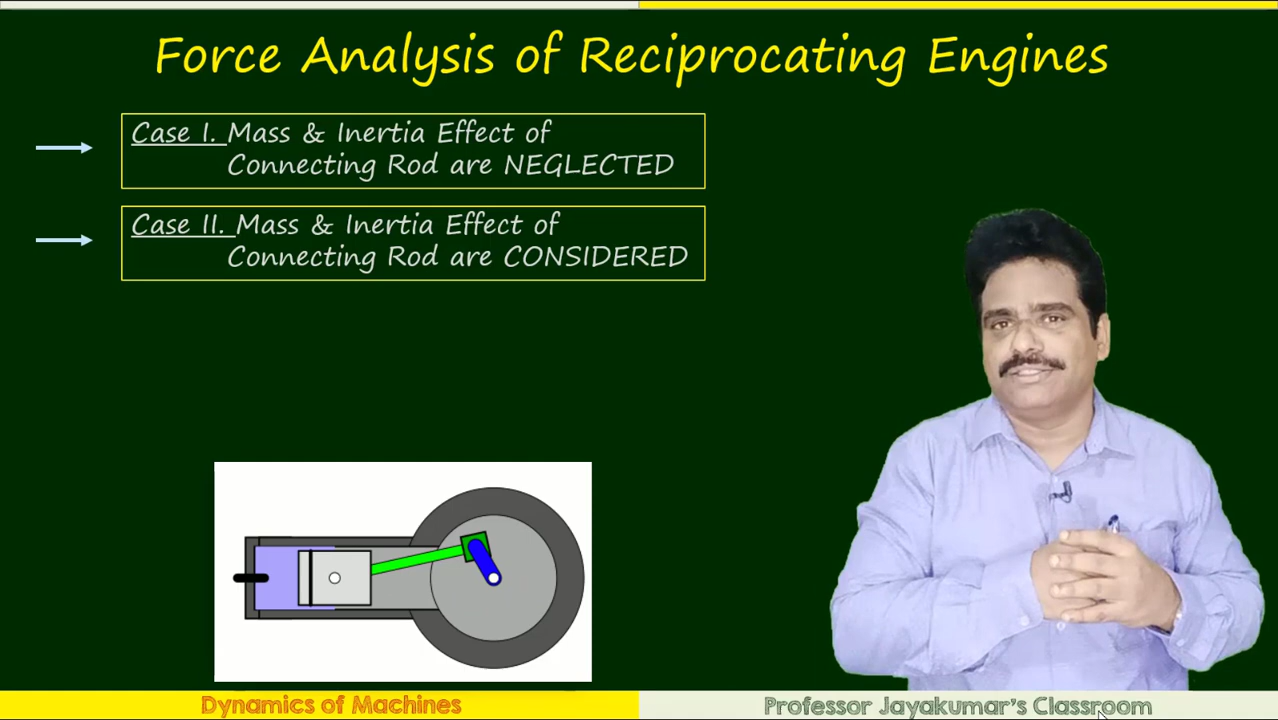 Force Analysis of Reciprocating Engines
Case I. Mass & Inertia Effect of
Connecting Rod are NEGLECTED
Case II. Mass & Inertia Effect of
Connecting Rod are CONSIDERED
Dynamics of Machines
Professor Jayakumar's Classroom